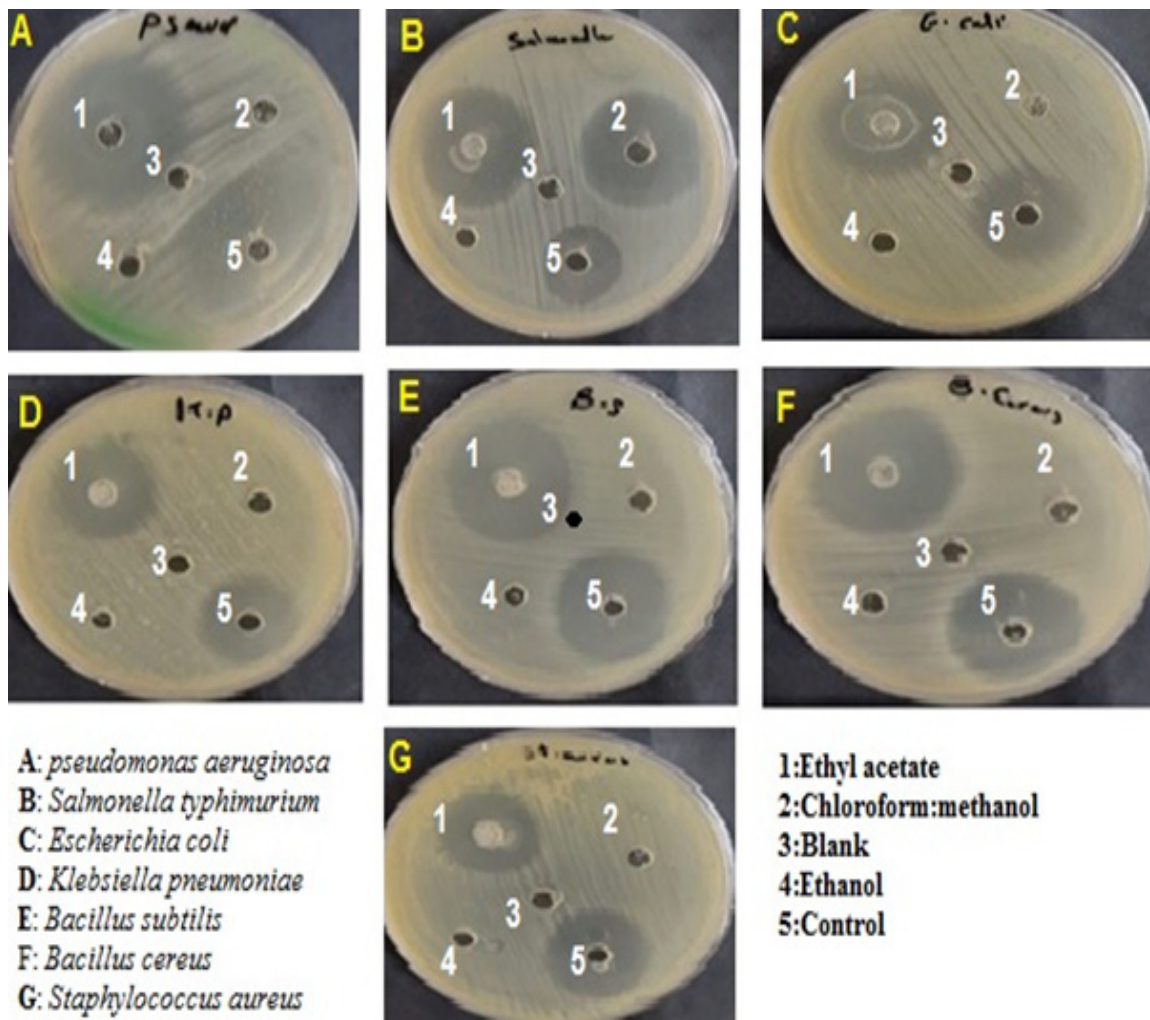 A
B
C
Salmonella
E. coli
1
2
3
4
5
1
2
3
4
5
1
3
2
5
4
D
E
F
B.S
B. Cereus
1
2
3
4
5
1
2
3
4
5
1
2
3
4
5
G
1
2
3
4
5
A: pseudomonas aeruginosa
B: Salmonella typhimurium
C: Escherichia coli
D: Klebsiella pneumoniae
E: Bacillus subtilis
F: Bacillus cereus
G: Staphylococcus aureus
1:Ethyl acetate
2:Chloroform:methanol
3:Blank
4:Ethanol
5:Control